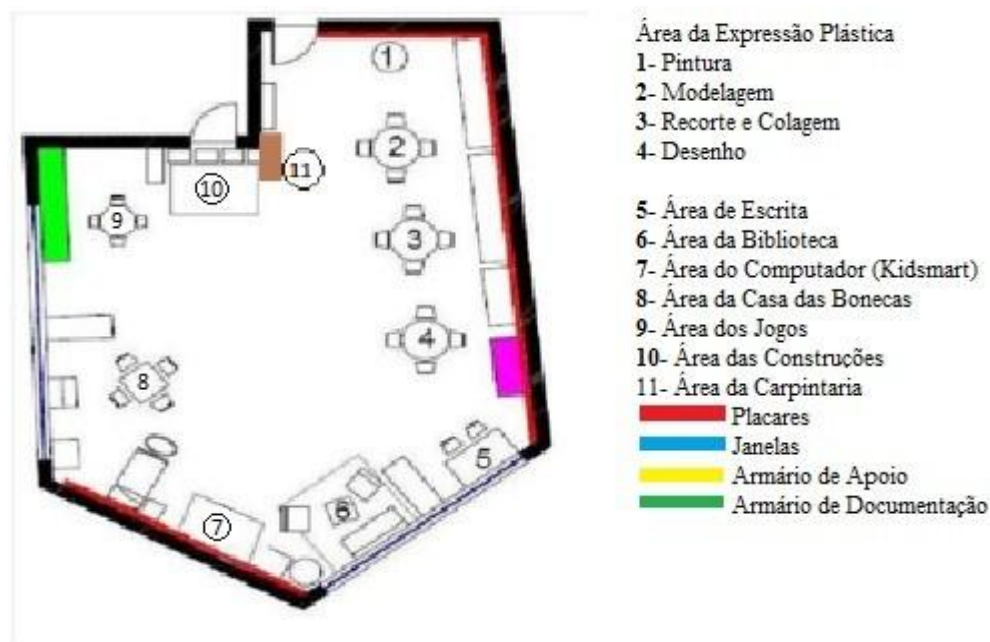 Área da Expressão Plástica
1- Pintura
2- Modelagem
3- Recorte e Colagem
4- Desenho
5- Área de Escrita
6- Área da Biblioteca
7- Área do Computador (Kidsmart)
8- Área da Casa das Bonecas
9- Área dos Jogos
10- Área das Construções
11- Área da Carpintaria
Placares
Janelas
Armário de Apoio
Armário de Documentação
1
2
11
10
9
3
4
8
5
6
7